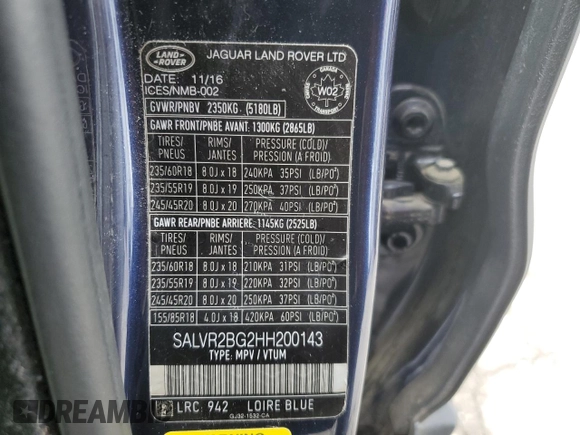 LAND
ROVER
JAGUAR LAND ROVER LTD
DATE: 11/16
ICES/NMB-002
CANADA
W02
TRANSPORT
GVWR/PNBV 2350KG (5180LB)
GAWR FRONT/PNBE AVANT: 1300KG (2865LB)
TIRES/ RIMS/ PRESSURE (COLD)/
PNEUS JANTES PRESSION (A FROID)
235/60R18 8.0J x 18 240KPA 35PSI (LB/PO²)
235/55R19 8.0J x 19 250KPA 37PSI (LB/PO²)
245/45R20 8.0J x 20 270KPA 40PSI (LB/PO²)
GAWR REAR/PNBE ARRIERE: 1145KG (2525LB)
TIRES/ RIMS/ PRESSURE (COLD)/
PNEUS JANTES PRESSION (A FROID)
235/60R18 8.0J x 18 210KPA 31PSI (LB/PO²)
235/55R19 8.0J x 19 220KPA 32PSI (LB/PO²)
245/45R20 8.0J x 20 250KPA 37PSI (LB/PO²)
155/85R18 4.0J x 18 420KPA 60PSI (LB/PO²)
SALVR2BG2HH200143
TYPE: MPV / VTUM
LRC 942 LOIRE BLUE
GJ32-1532-CA